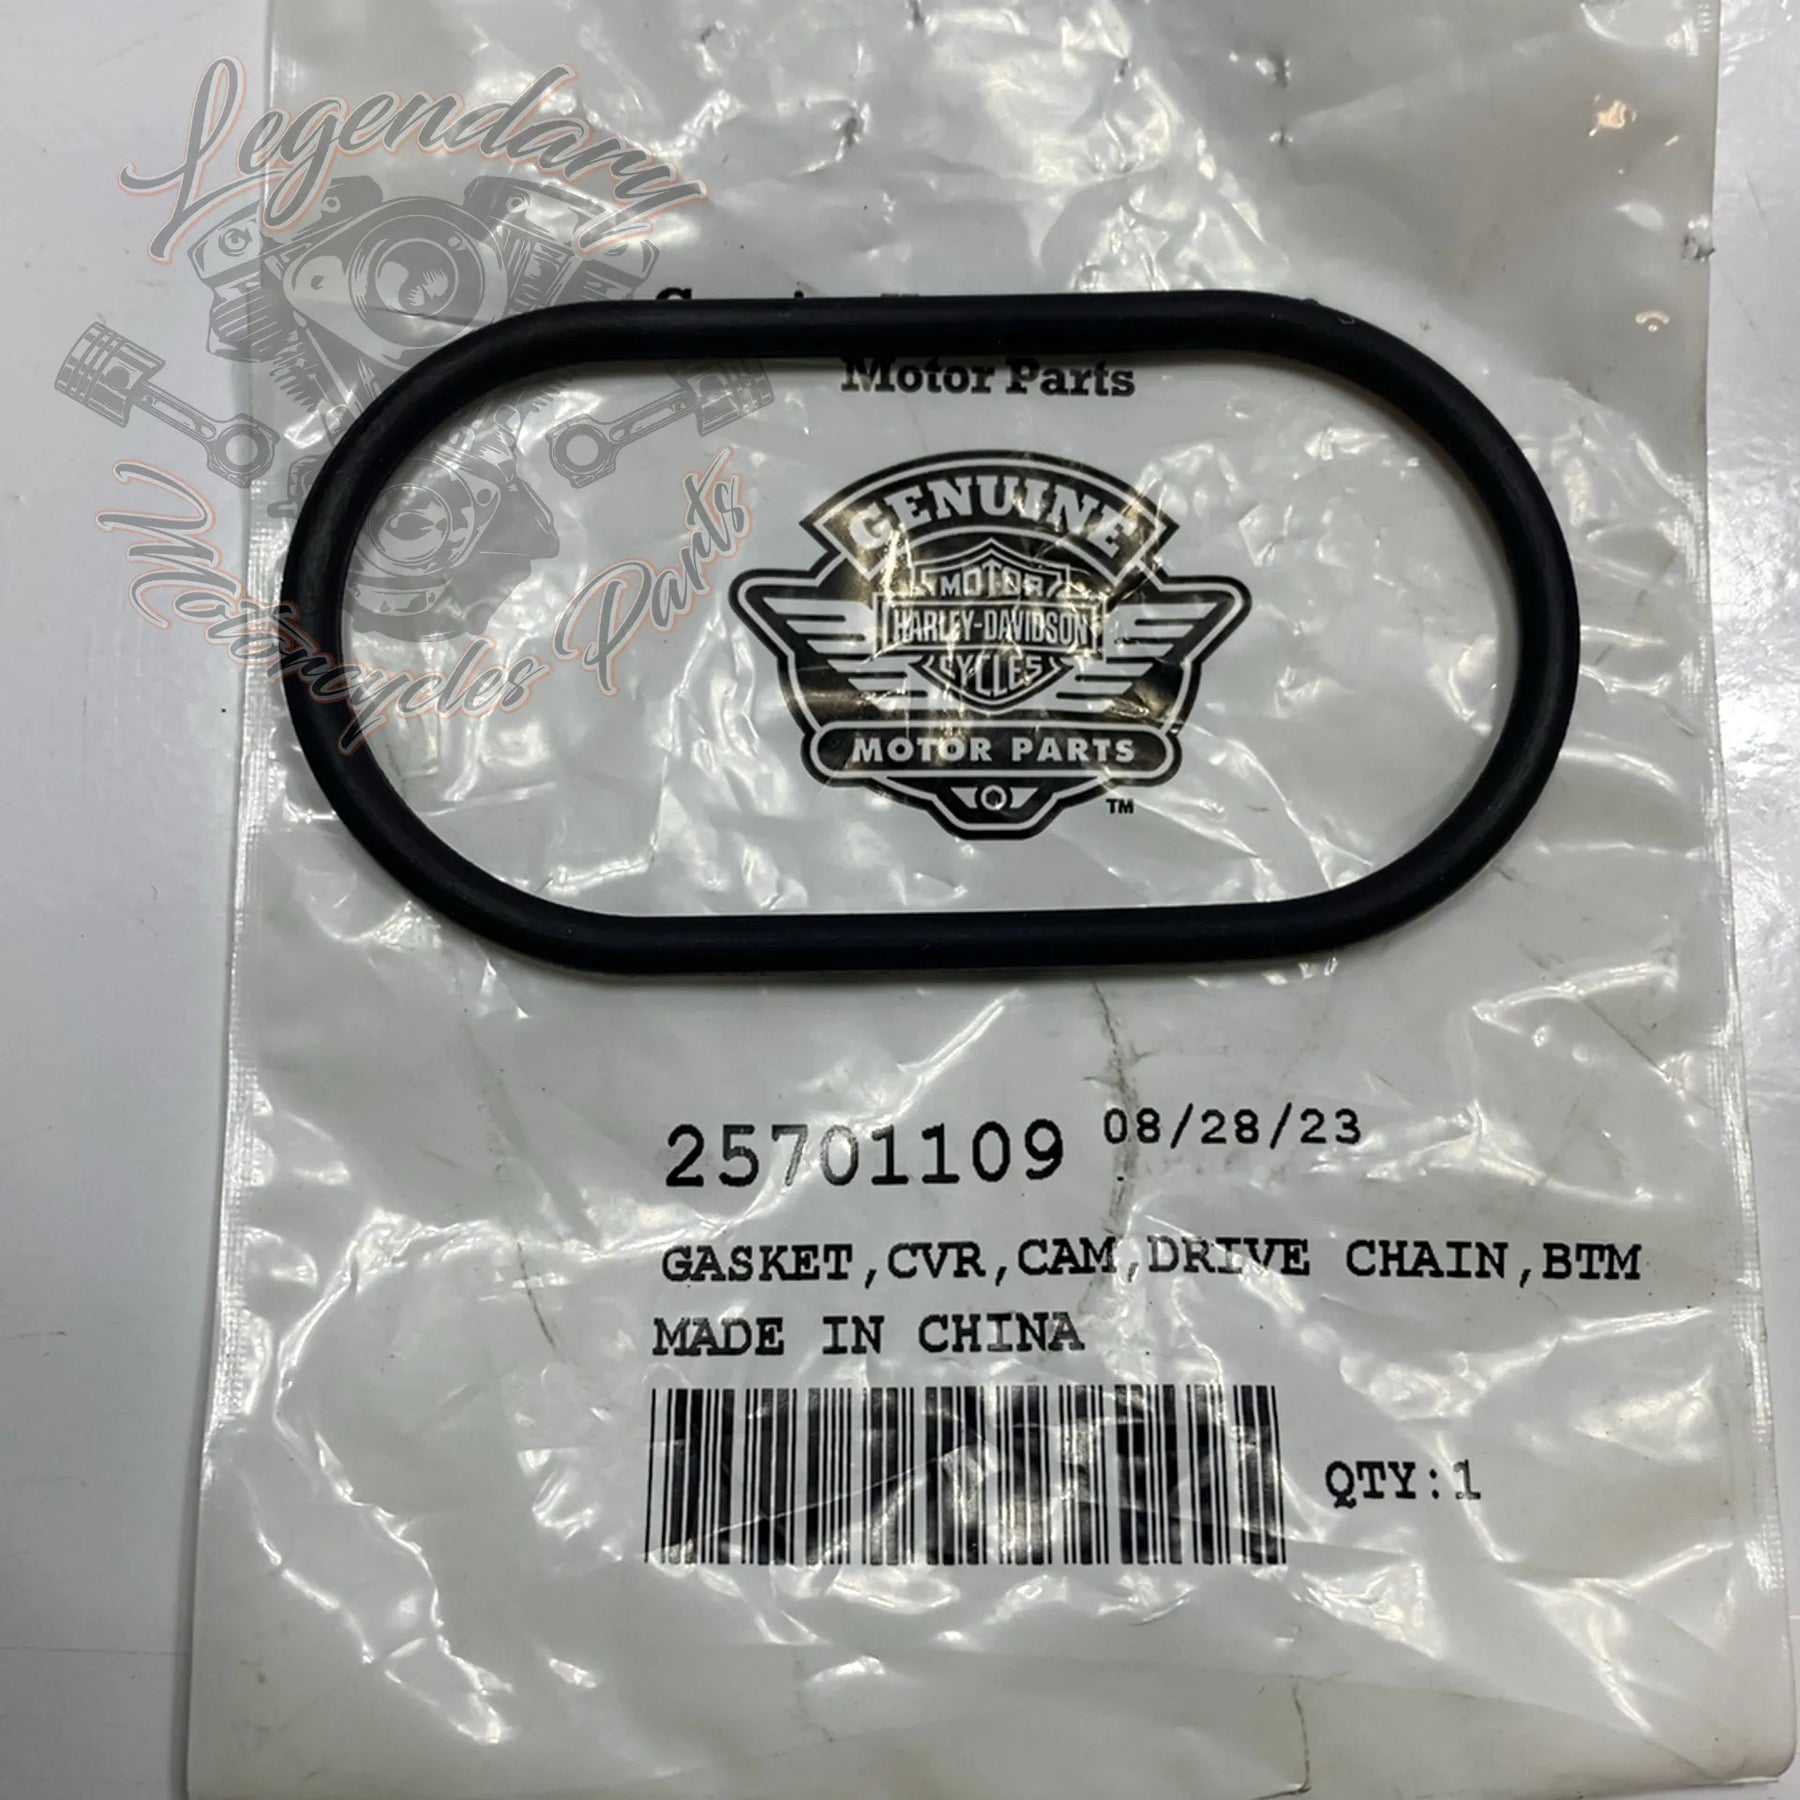 Legendary
Motorcycles Parts
Motor Parts
GENUINE
MOTOR
HARLEY-DAVIDSON
CYCLES
MOTOR PARTS
TM
25701109 08/28/23
GASKET,CVR,CAM,DRIVE CHAIN,BTM
MADE IN CHINA
QTY:1